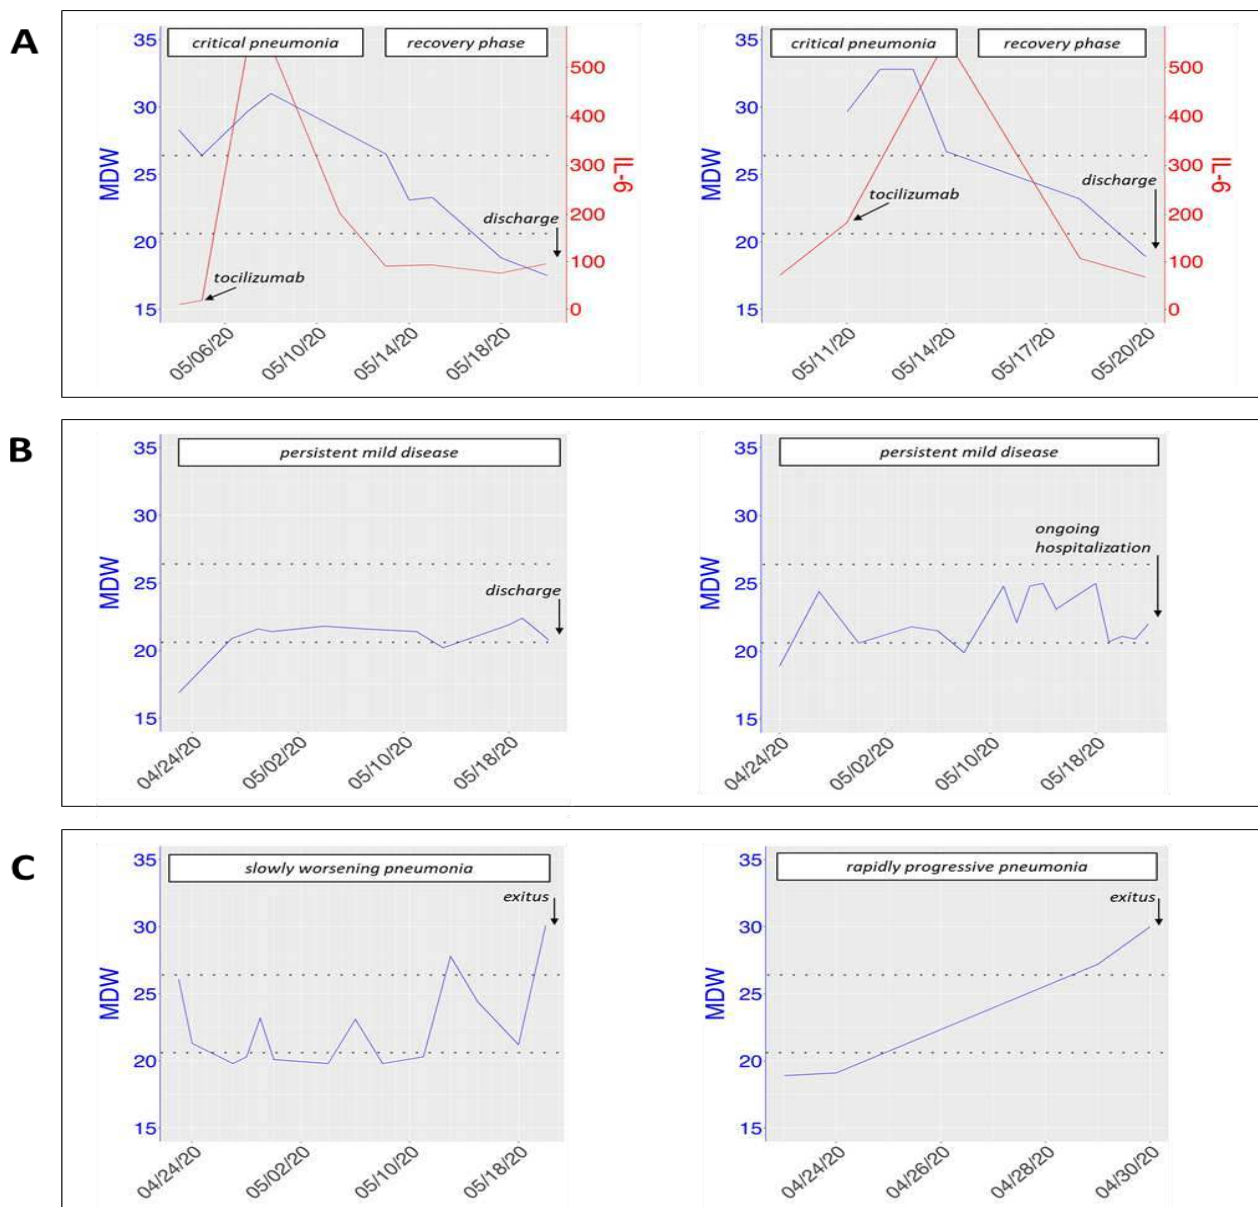 A
critical pneumonia
recovery phase
35
30
25
20
15
MDW
500
400
300
200
100
0
IL-6
tocilizumab
discharge
05/06/20
05/10/20
05/14/20
05/18/20
critical pneumonia
recovery phase
35
30
25
20
15
MDW
500
400
300
200
100
0
IL-6
tocilizumab
discharge
05/11/20
05/14/20
05/17/20
05/20/20
B
persistent mild disease
35
30
25
20
15
MDW
discharge
04/24/20
05/02/20
05/10/20
05/18/20
persistent mild disease
35
30
25
20
15
MDW
ongoing
hospitalization
04/24/20
05/02/20
05/10/20
05/18/20
C
slowly worsening pneumonia
35
30
25
20
15
MDW
exitus
04/24/20
05/02/20
05/10/20
05/18/20
rapidly progressive pneumonia
35
30
25
20
15
MDW
exitus
04/24/20
04/26/20
04/28/20
04/30/20